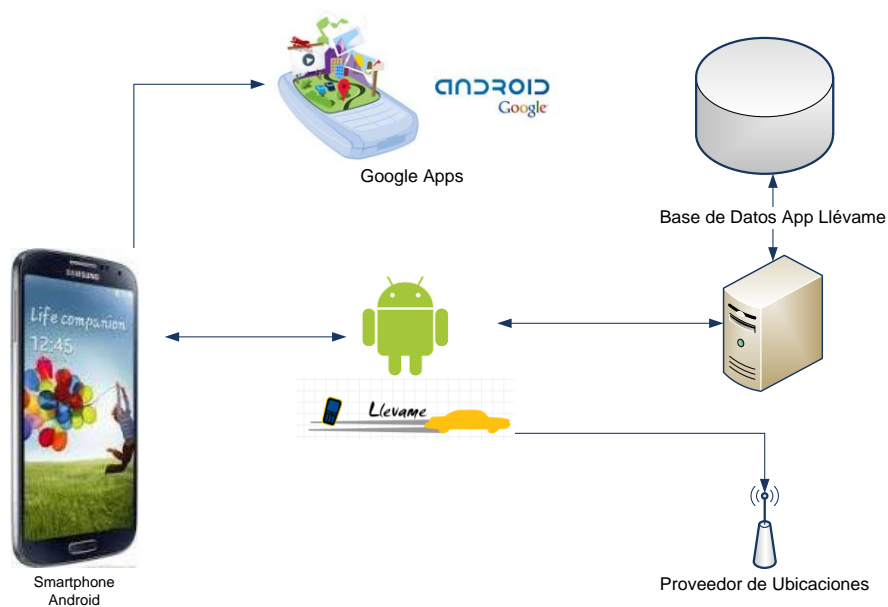 ANDROID
Google
Google Apps
Base de Datos App Llévame
SAMSUNG
Life companion
12:45
Llevame
Smartphone
Android
Proveedor de Ubicaciones